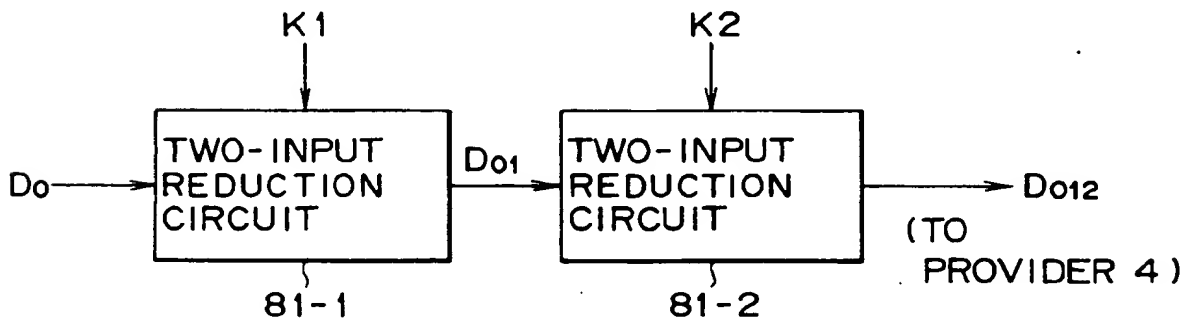 K1
K2
Do
TWO-INPUT
REDUCTION
CIRCUIT
Do1
TWO-INPUT
REDUCTION
CIRCUIT
Do12
(TO
PROVIDER 4)
81-1
81-2